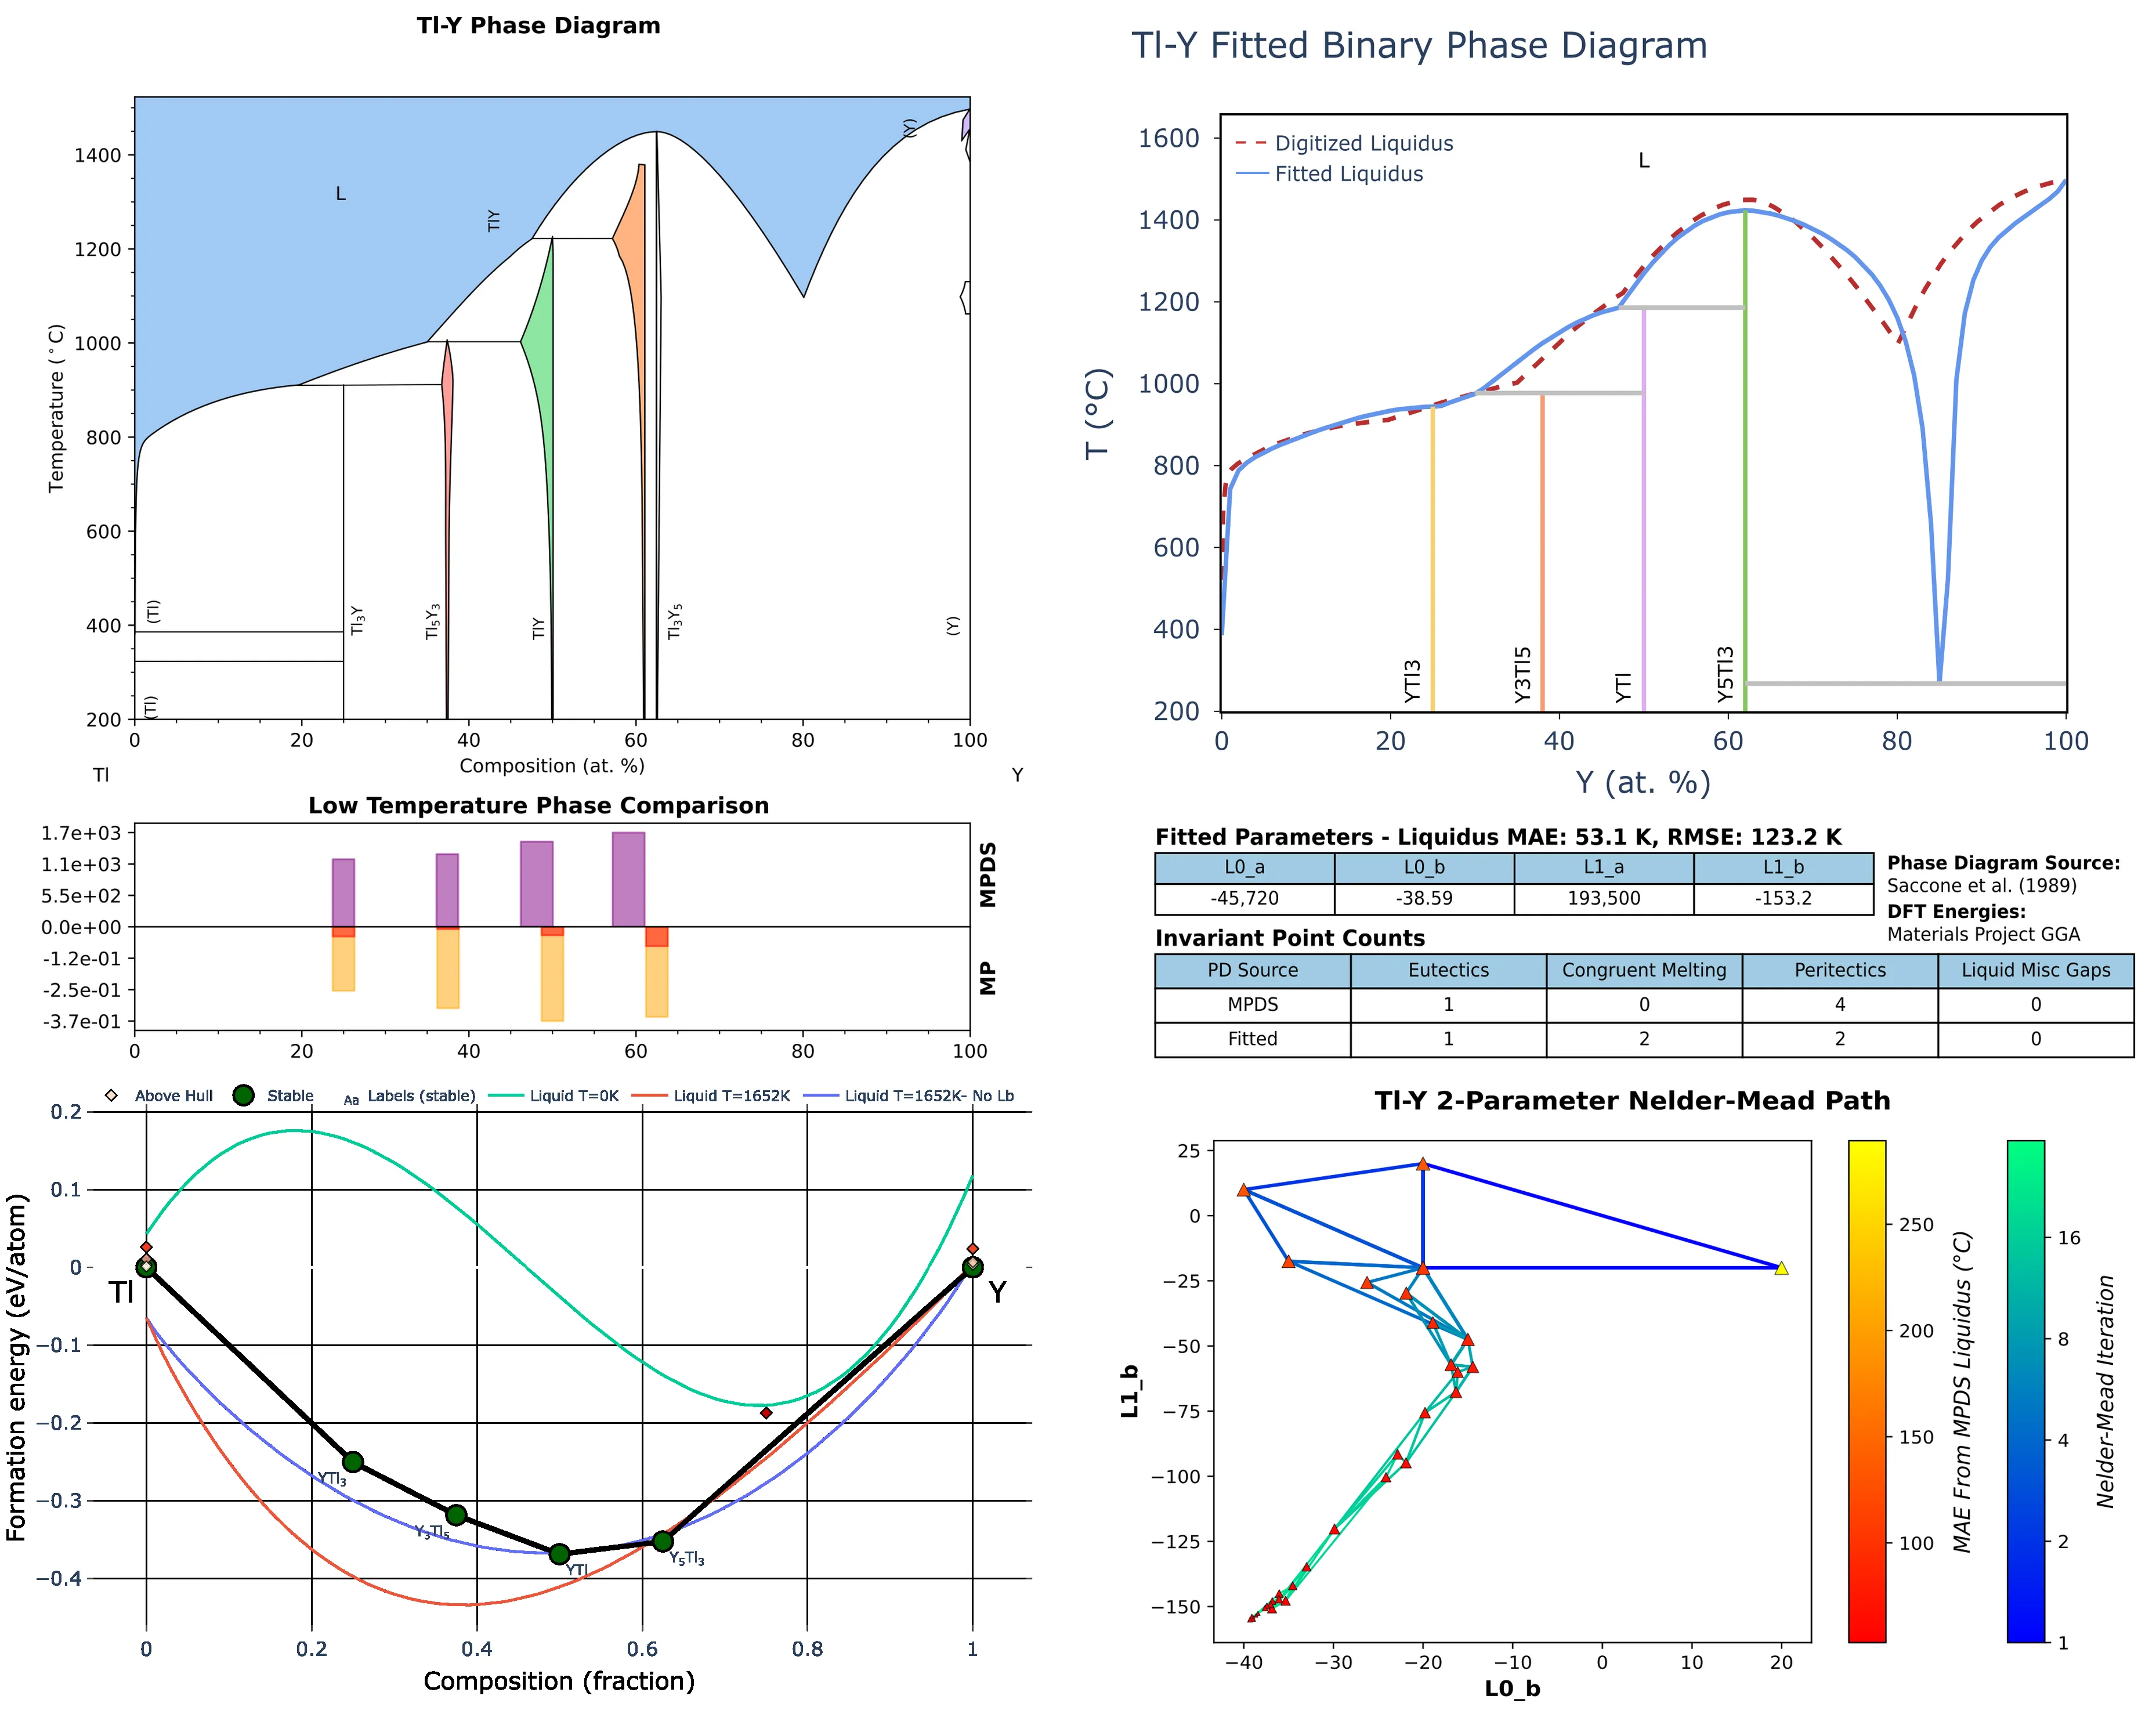 Tl-Y Phase Diagram
Temperature (°C)
1400
1200
1000
800
600
400
200
L
TlY
(Y)
(Tl)
(Tl)
Tl3Y
Tl5Y3
TlY
Tl3Y5
(Y)
0 20 40 60 80 100
Composition (at. %)
Tl Y
Tl-Y Fitted Binary Phase Diagram
Digitized Liquidus
Fitted Liquidus
L
T (°C)
1600
1400
1200
1000
800
600
400
200
YTl3
Y3Tl5
YTl
Y5Tl3
0 20 40 60 80 100
Y (at. %)
Low Temperature Phase Comparison
1.7e+03
1.1e+03
5.5e+02
0.0e+00
-1.2e-01
-2.5e-01
-3.7e-01
MPDS
MP
0 20 40 60 80 100
Fitted Parameters - Liquidus MAE: 53.1 K, RMSE: 123.2 K
L0_a L0_b L1_a L1_b
-45,720 -38.59 193,500 -153.2
Phase Diagram Source:
Saccone et al. (1989)
DFT Energies:
Materials Project GGA
Invariant Point Counts
PD Source Eutectics Congruent Melting Peritectics Liquid Misc Gaps
MPDS 1 0 4 0
Fitted 1 2 2 0
Above Hull Stable Aa Labels (stable) Liquid T=0K Liquid T=1652K Liquid T=1652K- No Lb
Formation energy (eV/atom)
0.2
0.1
0
−0.1
−0.2
−0.3
−0.4
Tl
Y
YTl3
Y3Tl5
YTl
Y5Tl3
0 0.2 0.4 0.6 0.8 1
Composition (fraction)
Tl-Y 2-Parameter Nelder-Mead Path
L1_b
25
0
−25
−50
−75
−100
−125
−150
−40 −30 −20 −10 0 10 20
L0_b
250
200
150
100
MAE From MPDS Liquidus (°C)
16
8
4
2
1
Nelder-Mead Iteration